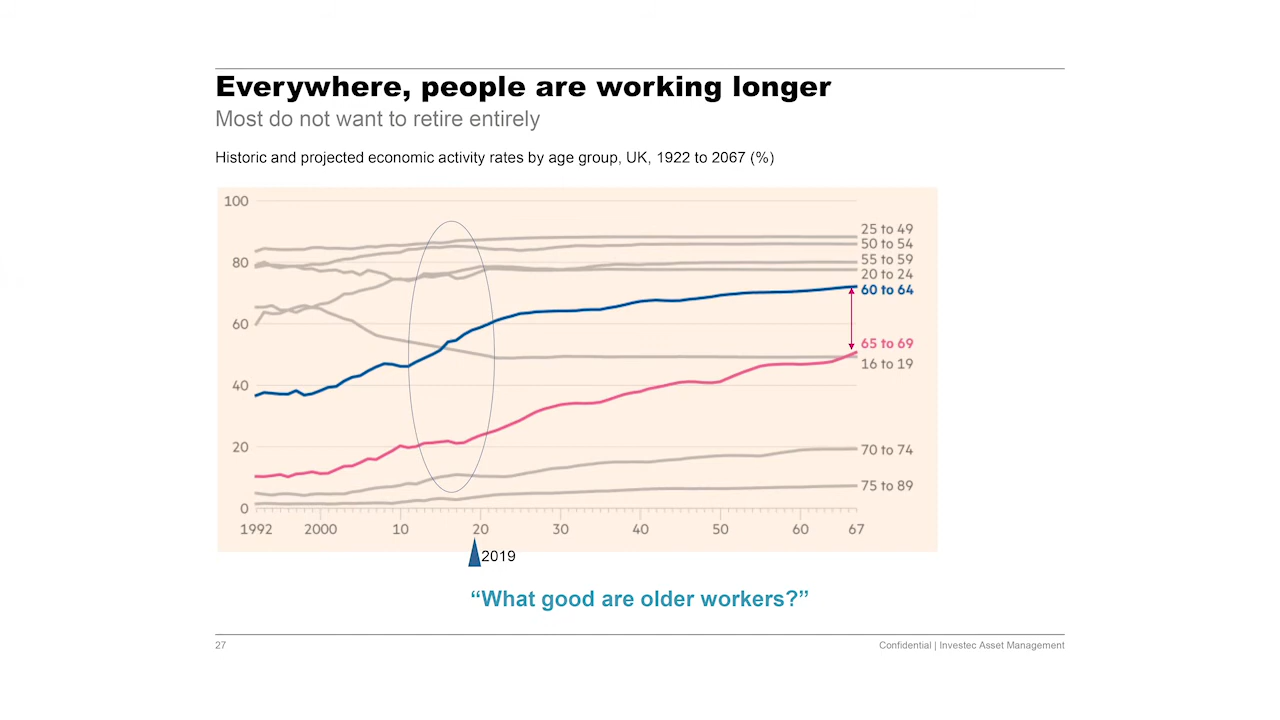 Everywhere, people are working longer
Most do not want to retire entirely
Historic and projected economic activity rates by age group, UK, 1922 to 2067 (%)
100
80
60
40
20
0
25 to 49
50 to 54
55 to 59
20 to 24
60 to 64
65 to 69
16 to 19
70 to 74
75 to 89
1992 2000 10 20 30 40 50 60 67
2019
“What good are older workers?”
27 Confidential | Investec Asset Management